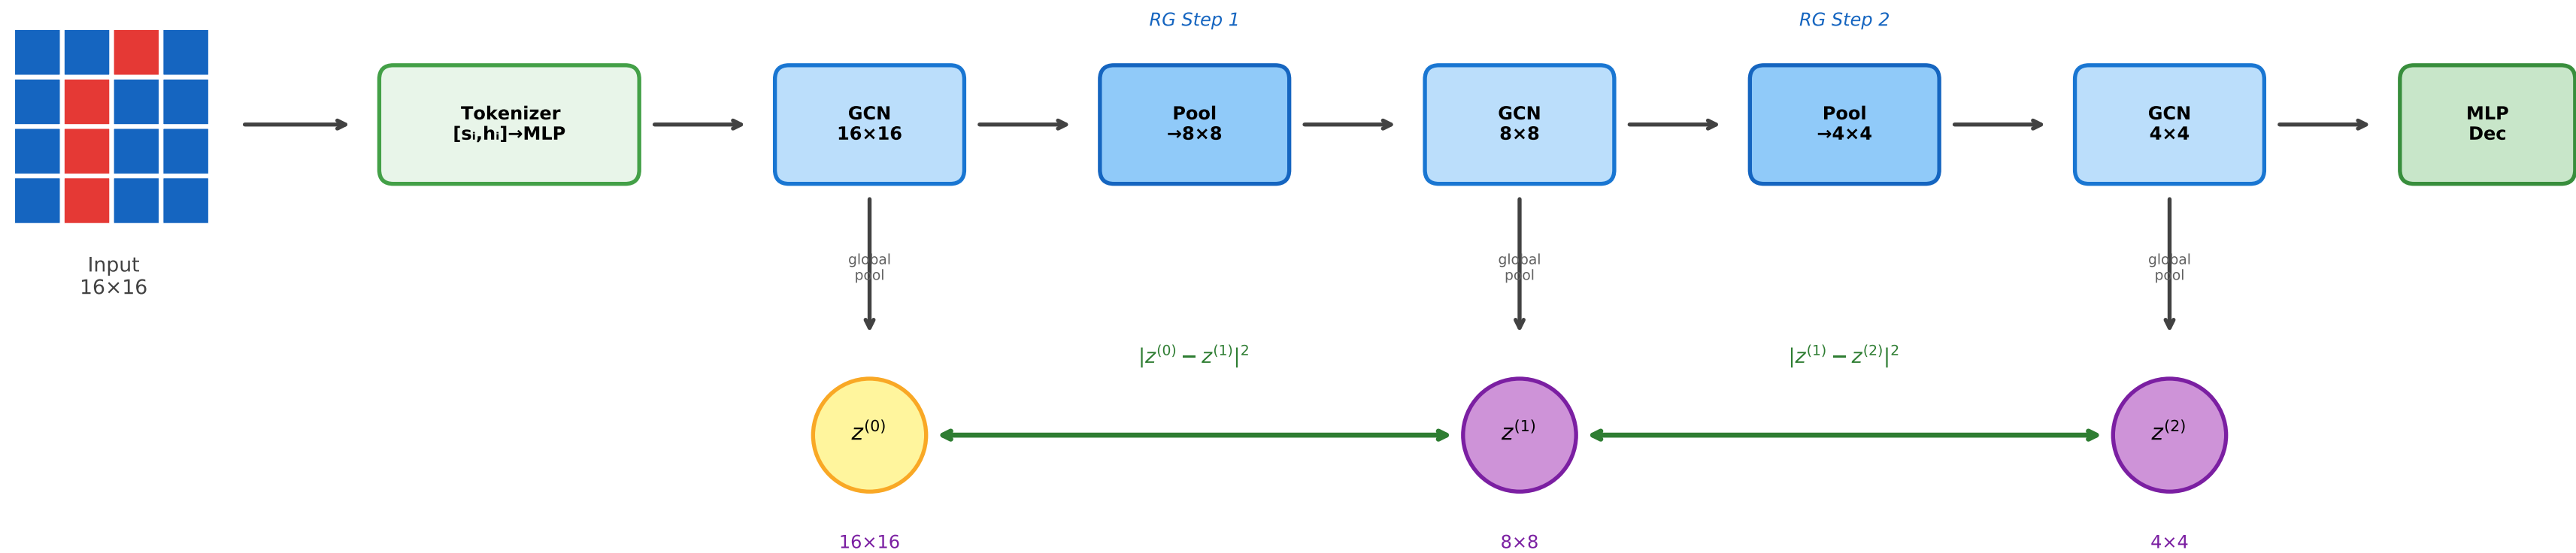 RG Step 1
RG Step 2
Tokenizer
[sᵢ,hᵢ]→MLP
GCN
16×16
Pool
→8×8
GCN
8×8
Pool
→4×4
GCN
4×4
MLP
Dec
Input
16×16
global
pool
global
pool
global
pool
|z⁽⁰⁾ − z⁽¹⁾|²
|z⁽¹⁾ − z⁽²⁾|²
z⁽⁰⁾
z⁽¹⁾
z⁽²⁾
16×16
8×8
4×4